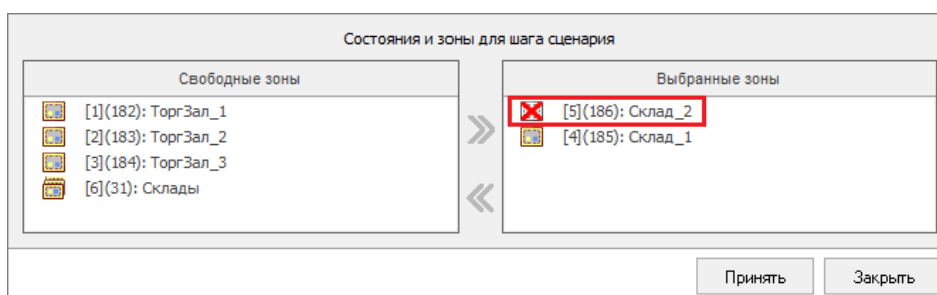 Состояния и зоны для шага сценария
Свободные зоны
[1](182): ТоргЗал_1
[2](183): ТоргЗал_2
[3](184): ТоргЗал_3
[6](31): Склады
Выбранные зоны
[5](186): Склад_2
[4](185): Склад_1
Принять
Закрыть